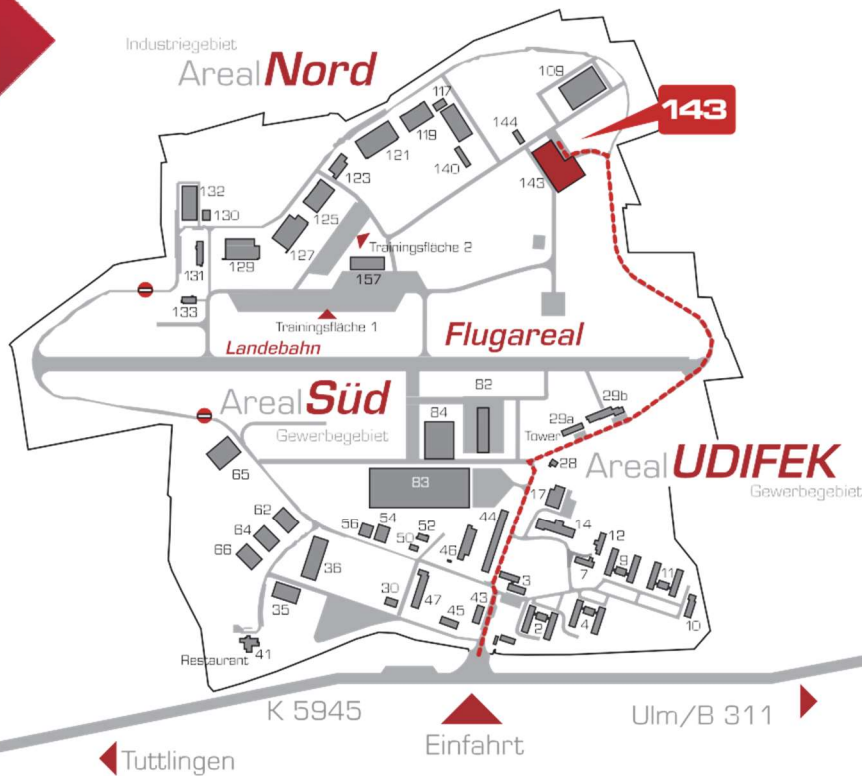 Industriegebiet
Areal Nord
109
117
143
144
119
121
140
123
143
132
130
125
Trainingsfläche 2
127
131
129
157
133
Trainingsfläche 1
Flugareal
Landebahn
82
Areal Süd
29b
84
29a
Gewerbegebiet
Tower
28
Areal UDIFEK
65
83
Gewerbegebiet
17
62
44
56
54
52
14
64
12
50
46
66
36
9
11
7
3
30
47
43
35
45
2
4
10
41
Restaurant
K 5945
Ulm/B 311
Einfahrt
Tuttlingen